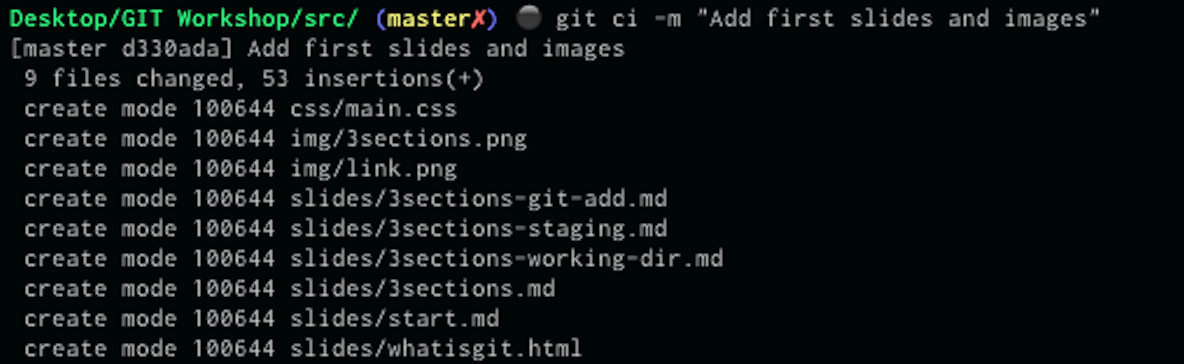 Desktop/GIT Workshop/src/ (master✗) ⚫ git ci -m "Add first slides and images"
[master d330ada] Add first slides and images
 9 files changed, 53 insertions(+)
 create mode 100644 css/main.css
 create mode 100644 img/3sections.png
 create mode 100644 img/link.png
 create mode 100644 slides/3sections-git-add.md
 create mode 100644 slides/3sections-staging.md
 create mode 100644 slides/3sections-working-dir.md
 create mode 100644 slides/3sections.md
 create mode 100644 slides/start.md
 create mode 100644 slides/whatisgit.html